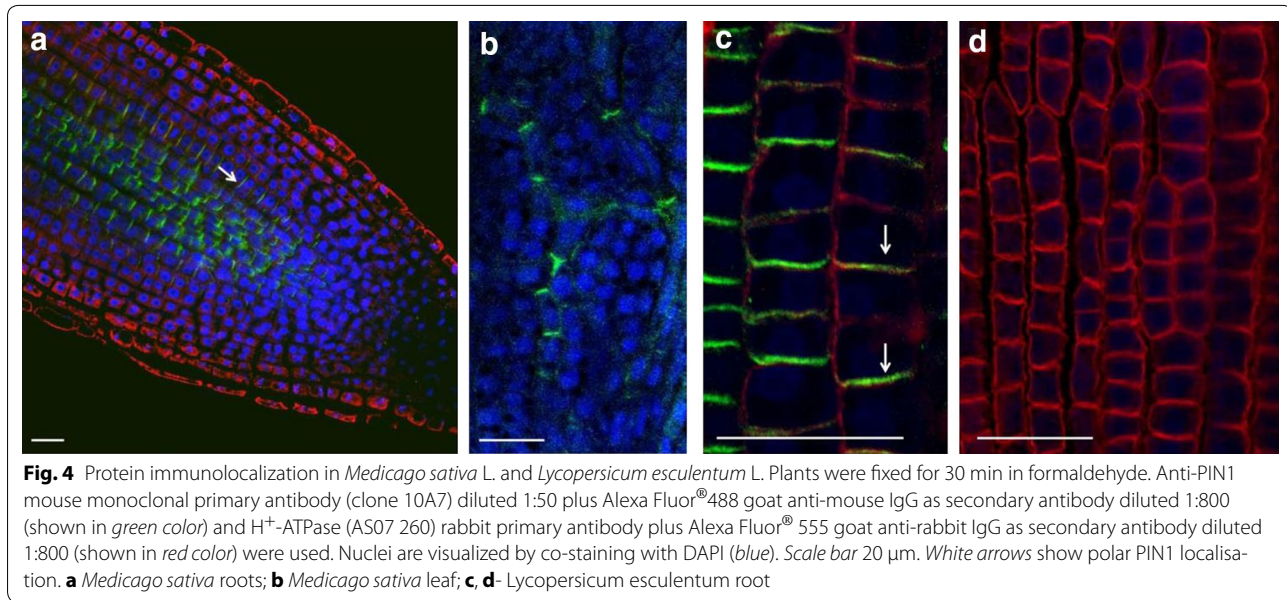 a
b
c
d
Fig. 4 Protein immunolocalization in Medicago sativa L. and Lycopersicum esculentum L. Plants were fixed for 30 min in formaldehyde. Anti-PIN1
mouse monoclonal primary antibody (clone 10A7) diluted 1:50 plus Alexa Fluor®488 goat anti-mouse IgG as secondary antibody diluted 1:800
(shown in green color) and H⁺-ATPase (AS07 260) rabbit primary antibody plus Alexa Fluor® 555 goat anti-rabbit IgG as secondary antibody diluted
1:800 (shown in red color) were used. Nuclei are visualized by co-staining with DAPI (blue). Scale bar 20 μm. White arrows show polar PIN1 localisa-
tion. a Medicago sativa roots; b Medicago sativa leaf; c, d- Lycopersicum esculentum root